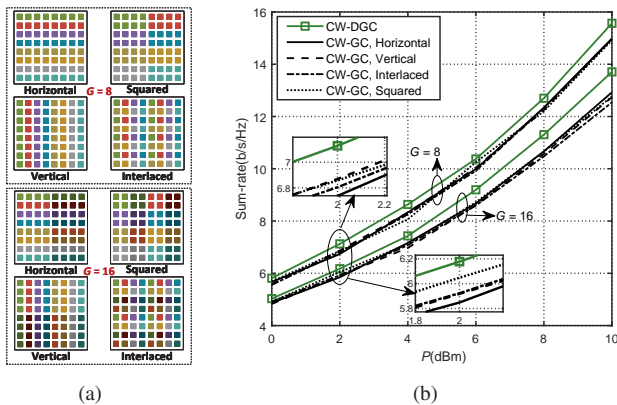 Horizontal Squared
G = 8
Vertical Interlaced
Horizontal Squared
G = 16
Vertical Interlaced
(a)
Sum-rate(b/s/Hz)
16
14
12
10
8
6
4
CW-DGC
CW-GC, Horizontal
CW-GC, Vertical
CW-GC, Interlaced
CW-GC, Squared
7
6.8
2 2.2
G = 8
G = 16
6.2
6
5.8
1.8 2
0 2 4 6 8 10
P(dBm)
(b)